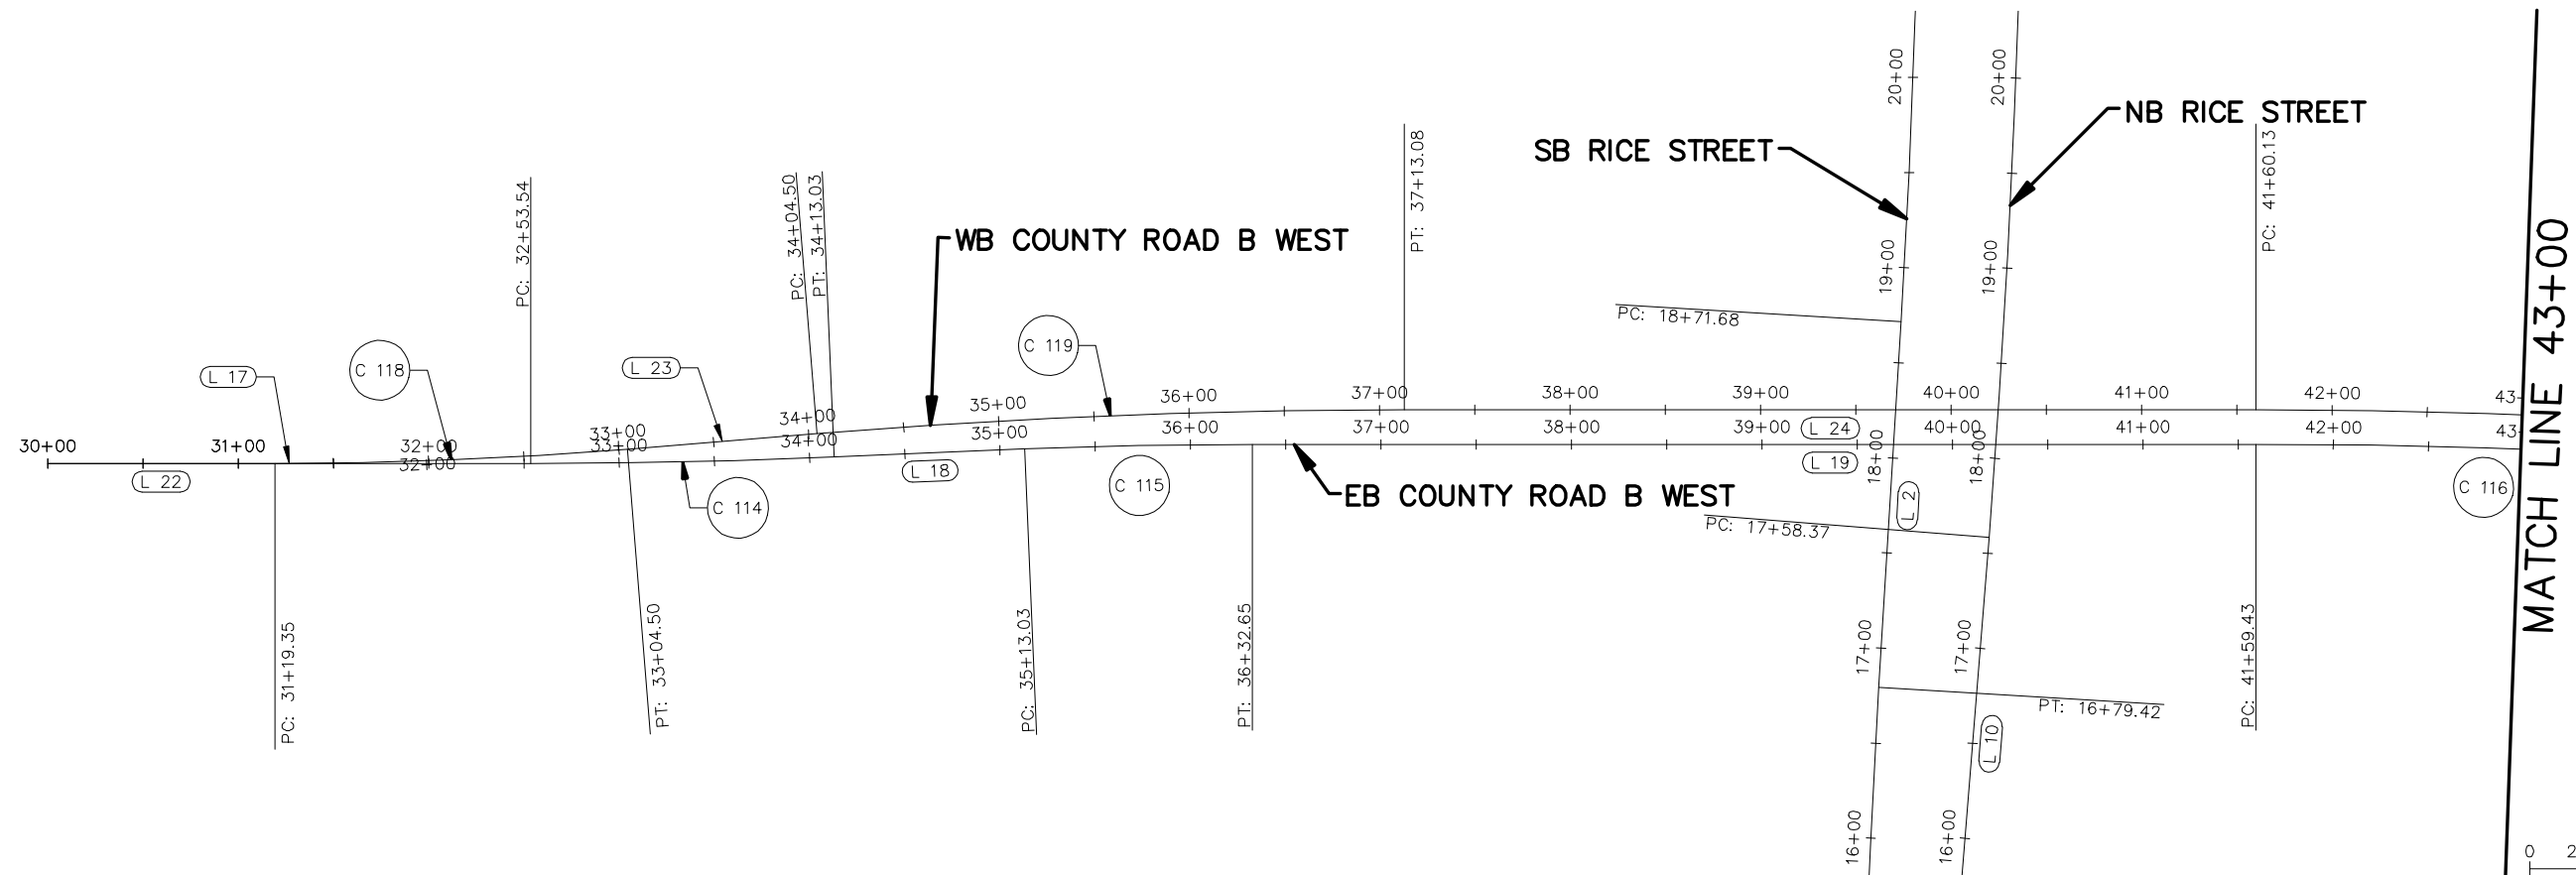 20+00
20+00
NB RICE STREET
SB RICE STREET
PT: 37+13.08
PC: 41+60.13
PC: 32+53.54
PC: 34+04.50
PT: 34+13.03
WB COUNTY ROAD B WEST
19+00
19+00
MATCH LINE 43+00
PC: 18+71.68
C 119
C 118
L 17
L 23
36+00
37+00
38+00
39+00
40+00
41+00
42+00
43-
35+00
34+00
33+00
30+00
31+00
32+00
32+00
33+00
34+00
35+00
36+00
37+00
38+00
39+00
40+00
41+00
42+00
43-
L 24
L 19
18+00
18+00
L 22
L 18
C 115
C 114
C 116
EB COUNTY ROAD B WEST
L 2
PC: 17+58.37
PC: 31+19.35
PT: 33+04.50
PC: 35+13.03
PT: 36+32.65
17+00
17+00
PC: 41+59.43
PT: 16+79.42
L 10
16+00
16+00
0 2